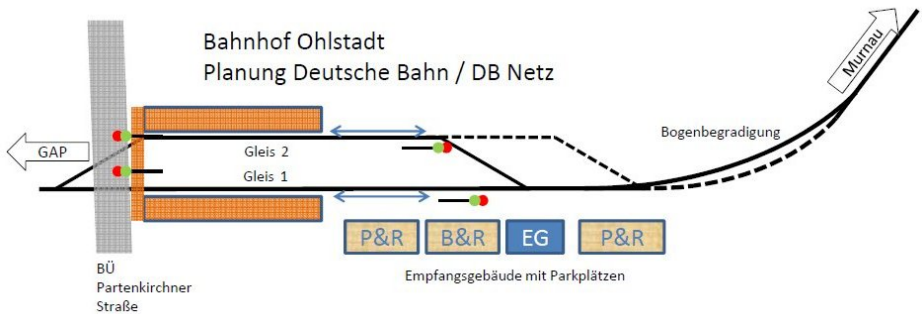 Bahnhof Ohlstadt
Planung Deutsche Bahn / DB Netz
Murnau
Bogenbegradigung
GAP
Gleis 2
Gleis 1
P&R
B&R
EG
P&R
BÜ
Partenkirchner
Straße
Empfangsgebäude mit Parkplätzen